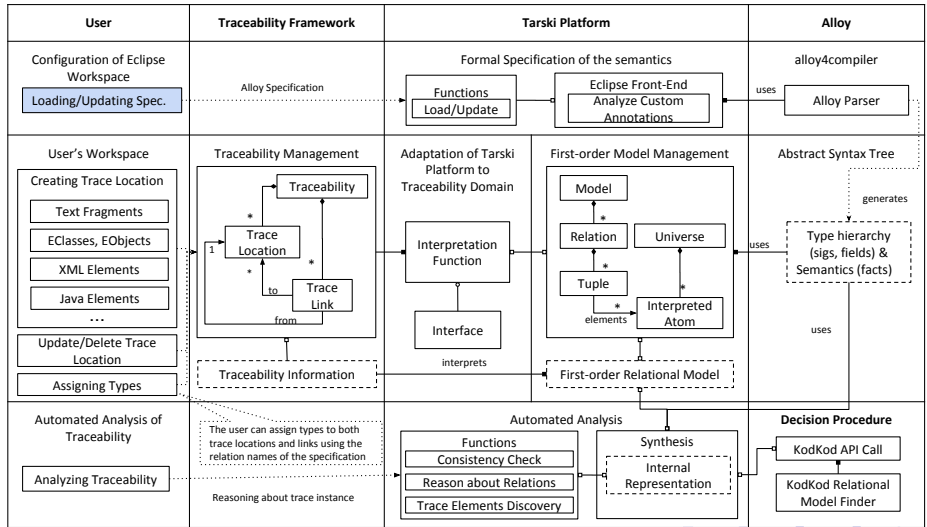 User
Traceability Framework
Tarski Platform
Alloy
Configuration of Eclipse
Workspace
Loading/Updating Spec.
Alloy Specification
Formal Specification of the semantics
Functions
Load/Update
Eclipse Front-End
Analyze Custom
Annotations
uses
alloy4compiler
Alloy Parser
User's Workspace
Creating Trace Location
Text Fragments
EClasses, EObjects
XML Elements
Java Elements
...
Update/Delete Trace
Location
Assigning Types
Traceability Management
Traceability
*
1
Trace
Location
*
*
to
Trace
Link
from
Traceability Information
Adaptation of Tarski
Platform to
Traceability Domain
Interpretation
Function
Interface
interprets
First-order Model Management
Model
*
Relation
Universe
*
Tuple
*
*
elements
Interpreted
Atom
First-order Relational Model
uses
Abstract Syntax Tree
generates
Type hierarchy
(sigs, fields) &
Semantics (facts)
uses
Automated Analysis of
Traceability
Analyzing Traceability
The user can assign types to both
trace locations and links using the
relation names of the specification
Reasoning about trace instance
Automated Analysis
Functions
Consistency Check
Reason about Relations
Trace Elements Discovery
Synthesis
Internal
Representation
Decision Procedure
KodKod API Call
KodKod Relational
Model Finder